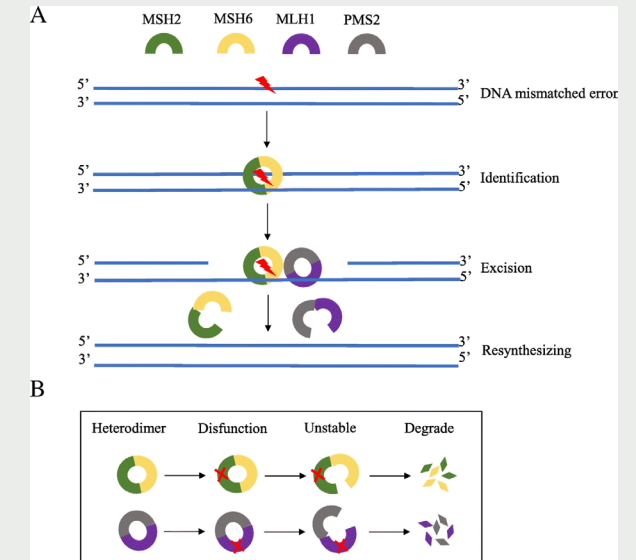 A
MSH2 MSH6 MLH1 PMS2
5’ 3’
3’ 5’
DNA mismatched error
5’ 3’
3’ 5’
Identification
5’ 3’
3’ 5’
Excision
5’ 3’
3’ 5’
Resynthesizing
B
Heterodimer Disfunction Unstable Degrade